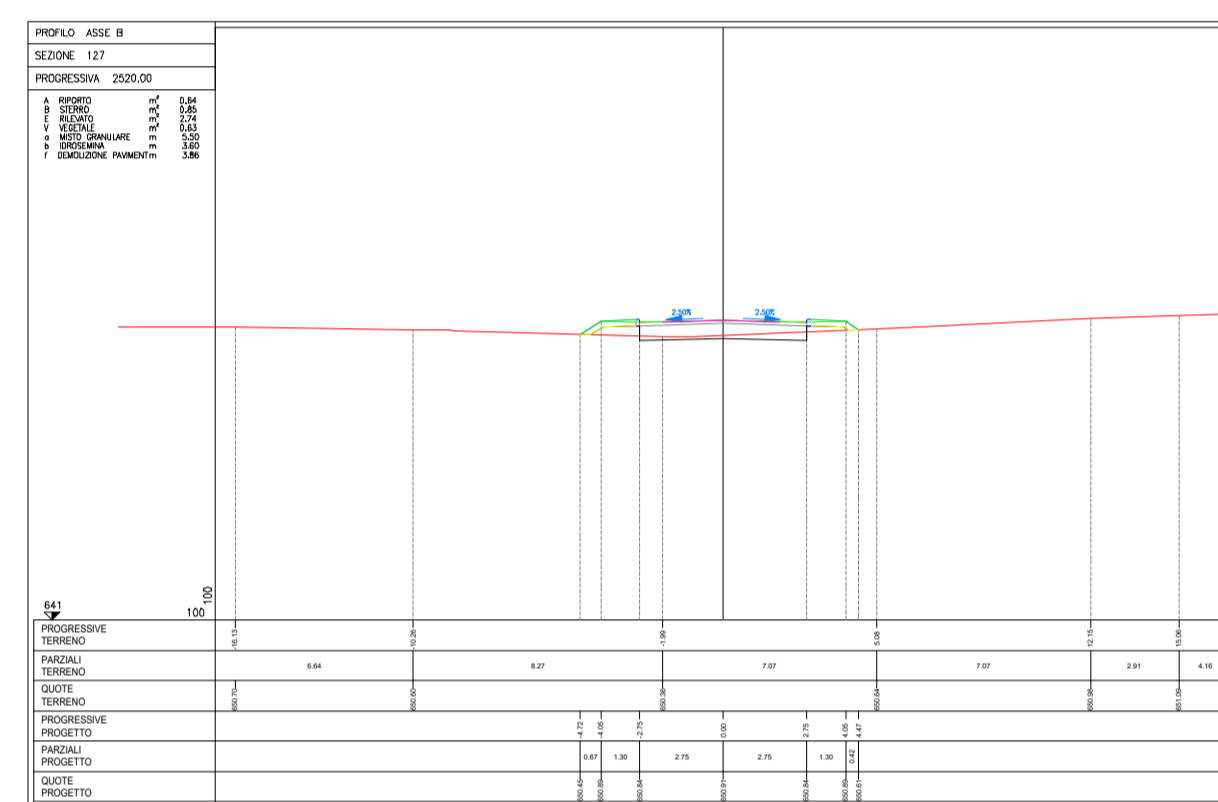 PROFILO ASSE B
SEZIONE 127
PROGRESSIVA 2520.00
A RIPORTO m² 0.64
B STERRO m² 0.85
E RILEVATO m² 2.74
V VEGETALE m² 0.63
a MISTO GRANULARE m 5.50
b IDROSEMINA m 3.60
f DEMOLIZIONE PAVIMENT m 3.86
2.50% 2.50%
641
100
100
PROGRESSIVE TERRENO -16.13 -10.26 -1.99 5.08 12.15 15.06
PARZIALI TERRENO 6.64 8.27 7.07 7.07 2.91 4.16
QUOTE TERRENO 650.70 650.60 650.36 650.64 650.98 651.09
PROGRESSIVE PROGETTO -4.72 -4.05 -2.75 0.00 2.75 4.05 4.47
PARZIALI PROGETTO 0.67 1.30 2.75 2.75 1.30 0.42
QUOTE PROGETTO 650.45 650.89 650.84 650.91 650.84 650.89 650.61